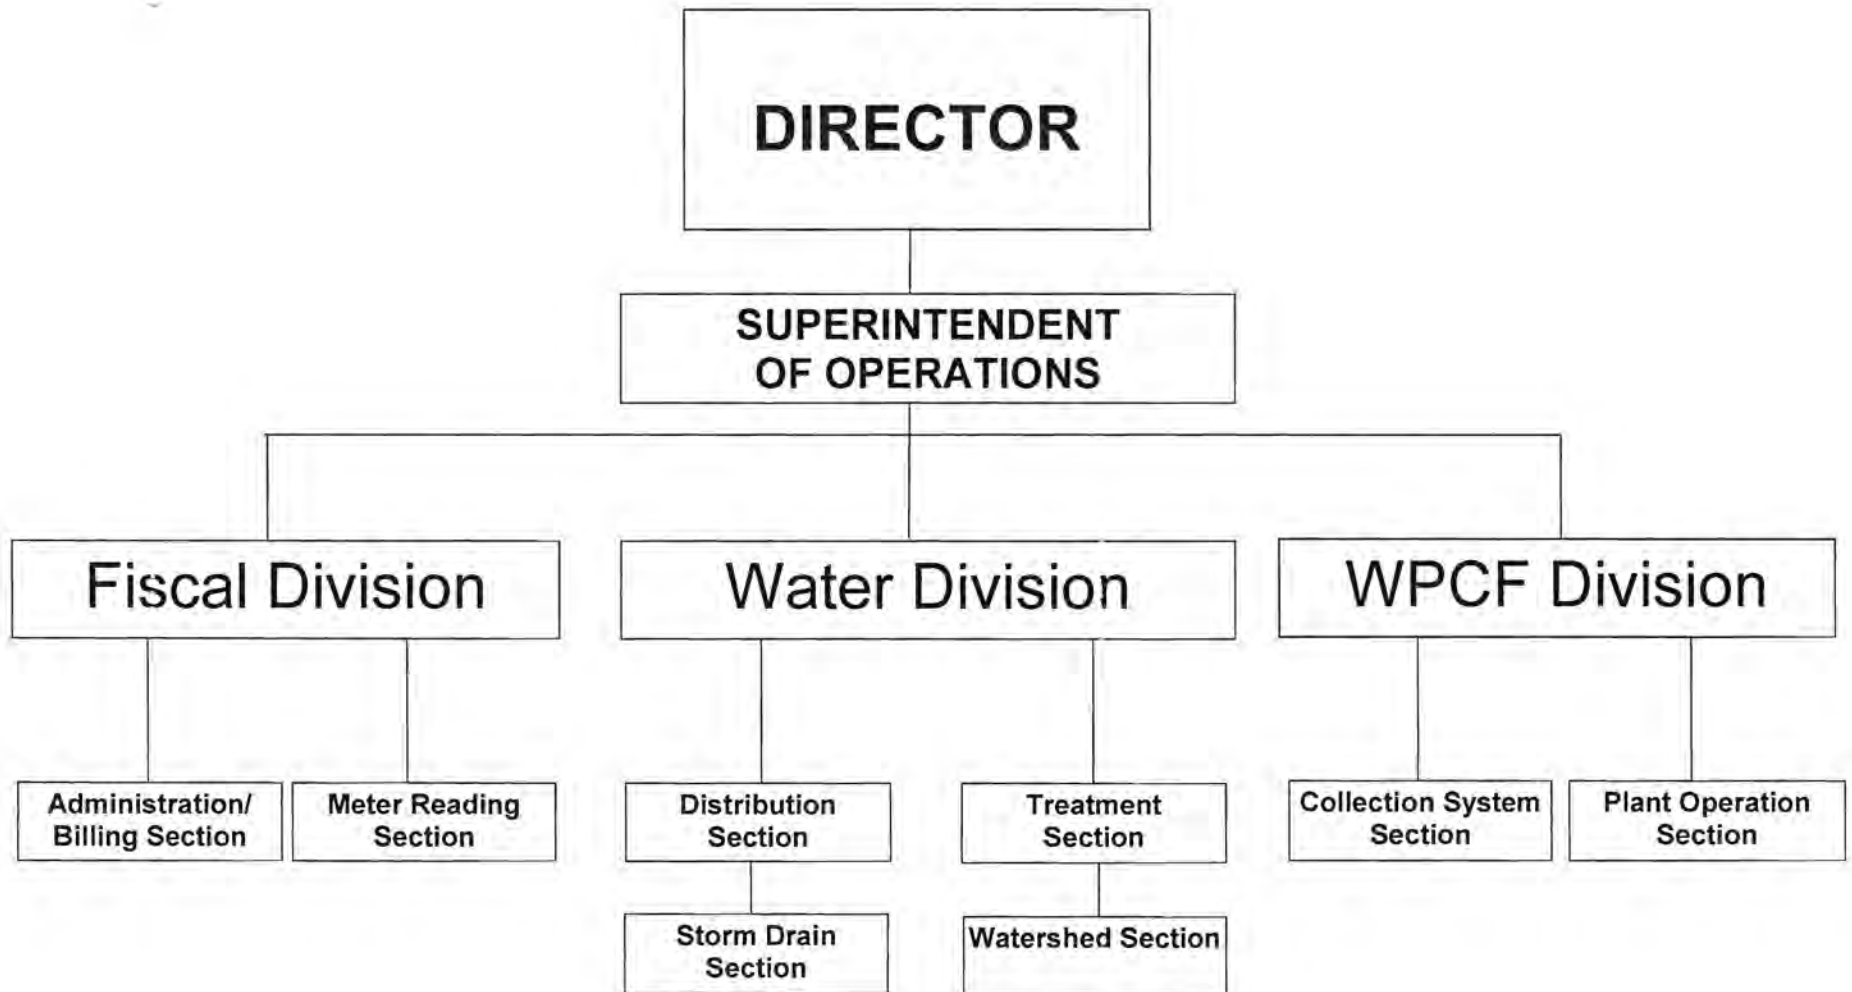 DIRECTOR
SUPERINTENDENT
OF OPERATIONS
Fiscal Division
Water Division
WPCF Division
Administration/
Billing Section
Meter Reading
Section
Distribution
Section
Treatment
Section
Collection System
Section
Plant Operation
Section
Storm Drain
Section
Watershed Section